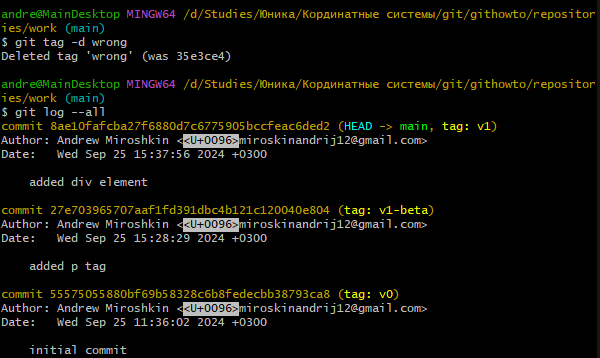 andre@MainDesktop MINGW64 /d/Studies/Юника/Кординатные системы/git/githowto/repositor
ies/work (main)
$ git tag -d wrong
Deleted tag 'wrong' (was 35e3ce4)

andre@MainDesktop MINGW64 /d/Studies/Юника/Кординатные системы/git/githowto/repositor
ies/work (main)
$ git log --all
commit 8ae10fafcba27f6880d7c6775905bccfeac6ded2 (HEAD -> main, tag: v1)
Author: Andrew Miroshkin <<U+0096>miroskinandrij12@gmail.com>
Date:   Wed Sep 25 15:37:56 2024 +0300

    added div element

commit 27e703965707aaf1fd391dbc4b121c120040e804 (tag: v1-beta)
Author: Andrew Miroshkin <<U+0096>miroskinandrij12@gmail.com>
Date:   Wed Sep 25 15:28:29 2024 +0300

    added p tag

commit 55575055880bf69b58328c6b8fedecbb38793ca8 (tag: v0)
Author: Andrew Miroshkin <<U+0096>miroskinandrij12@gmail.com>
Date:   Wed Sep 25 11:36:02 2024 +0300

    initial commit